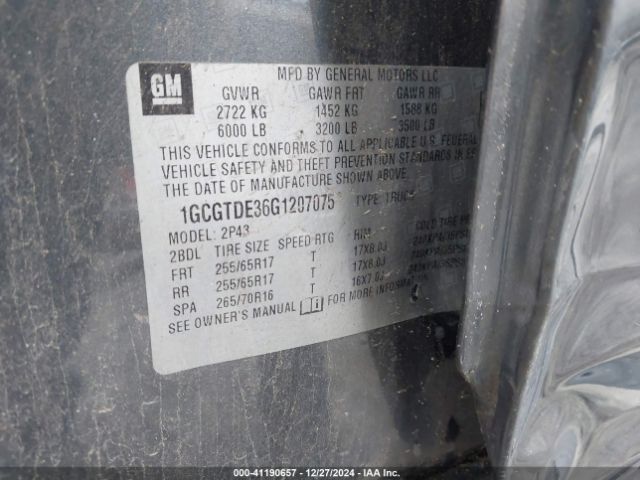 GM
MFD BY GENERAL MOTORS LLC
GVWR GAWR FRT GAWR RR
2722 KG 1452 KG 1588 KG
6000 LB 3200 LB 3500 LB
THIS VEHICLE CONFORMS TO ALL APPLICABLE U.S. FEDERAL
VEHICLE SAFETY AND THEFT PREVENTION STANDARDS IN EF
THE DATE OF MANUFACTURE SHOWN ABOVE.
1GCGTDE36G1207075 TYPE: TRUCK
MODEL: 2P43
2BDL TIRE SIZE SPEED RTG RIM COLD TIRE
FRT 255/65R17 T 17X8.0J
RR 255/65R17 T 17X8.0J
SPA 265/70R16 T 16X7.0J
SEE OWNER'S MANUAL FOR MORE INFORMATION
000-41190657 - 12/27/2024 - IAA Inc.